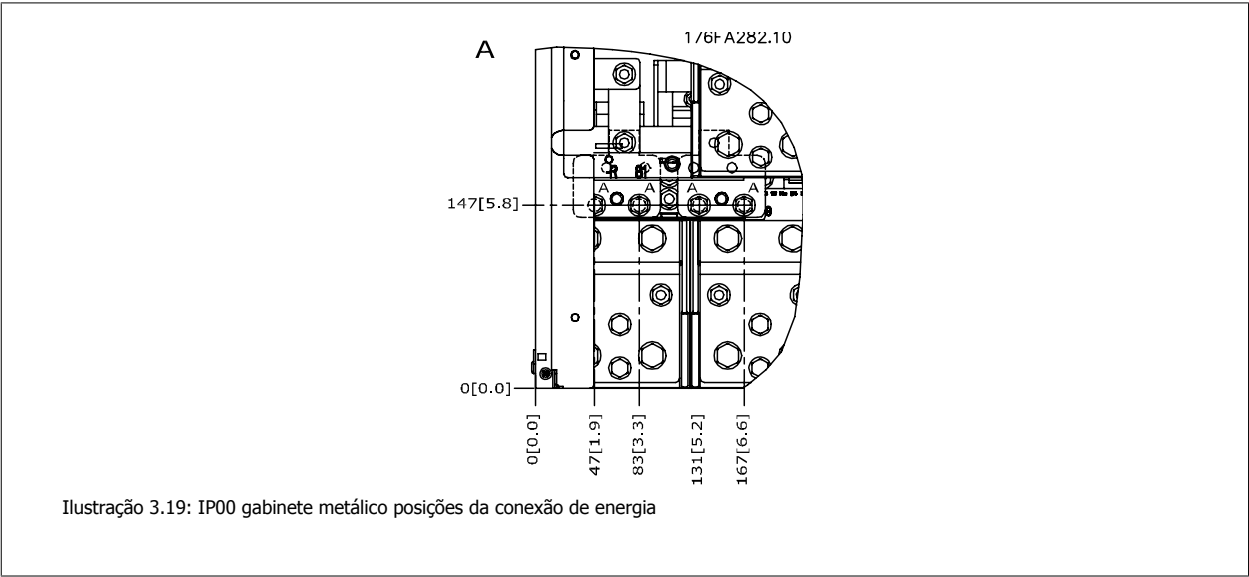 176FA282.10
A
A A A A
147[5.8]
0[0.0]
0[0.0]
47[1.9]
83[3.3]
131[5.2]
167[6.6]
Ilustração 3.19: IP00 gabinete metálico posições da conexão de energia